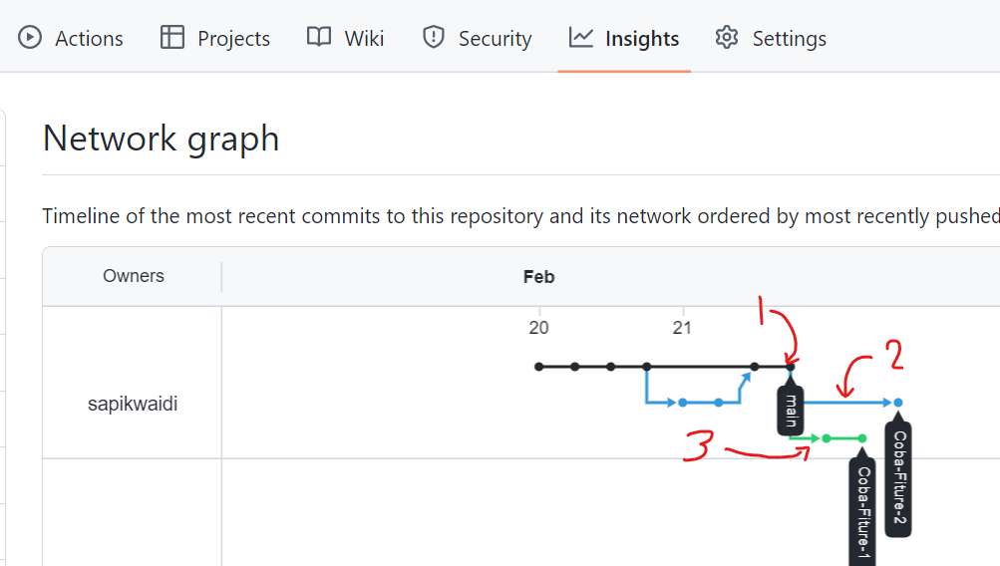 Actions Projects Wiki Security Insights Settings
Network graph
Timeline of the most recent commits to this repository and its network ordered by most recently pushed
Owners Feb
20 21
1
2
sapikwaidi
main
3
Coba-Fiture-2
Coba-Fiture-1